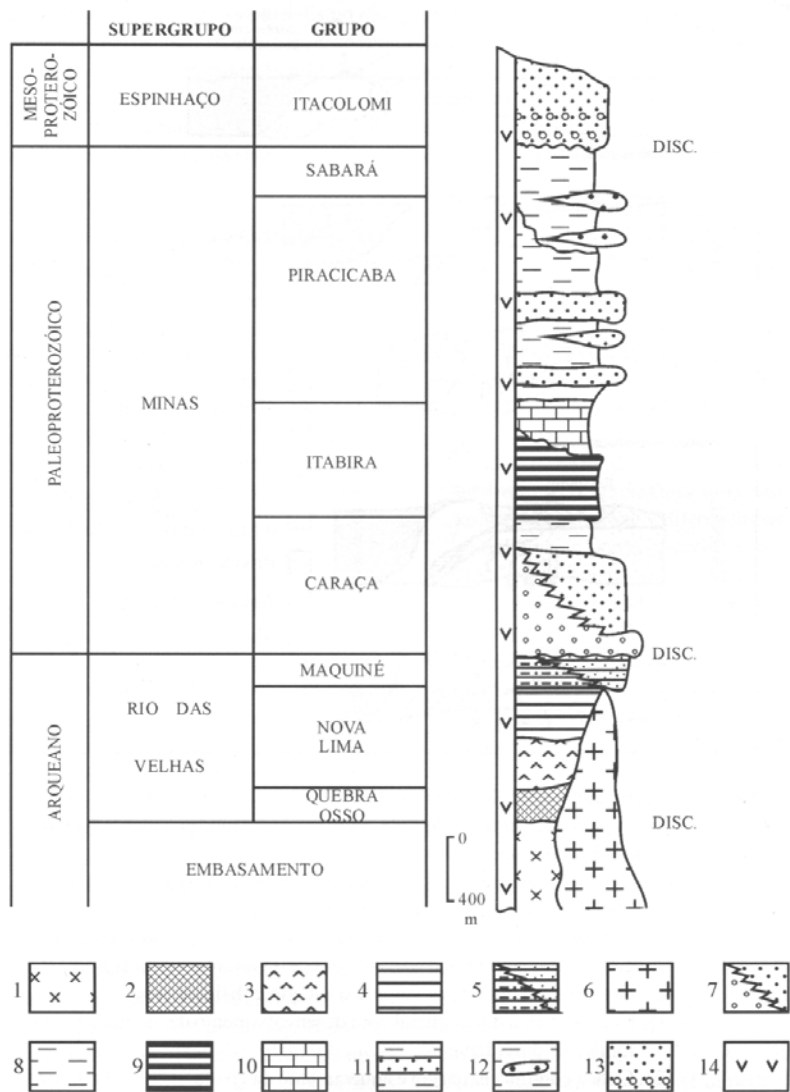 SUPERGRUPO GRUPO
MESO-
PROTERO-
ZÓICO
ESPINHAÇO
ITACOLOMI
DISC.
PALEOPROTEROZÓICO
MINAS
SABARÁ
PIRACICABA
ITABIRA
CARAÇA
DISC.
ARQUEANO
RIO DAS
VELHAS
MAQUINÉ
NOVA
LIMA
QUEBRA
OSSO
DISC.
EMBASAMENTO
0
400
m
1 2 3 4 5 6 7
8 9 10 11 12 13 14